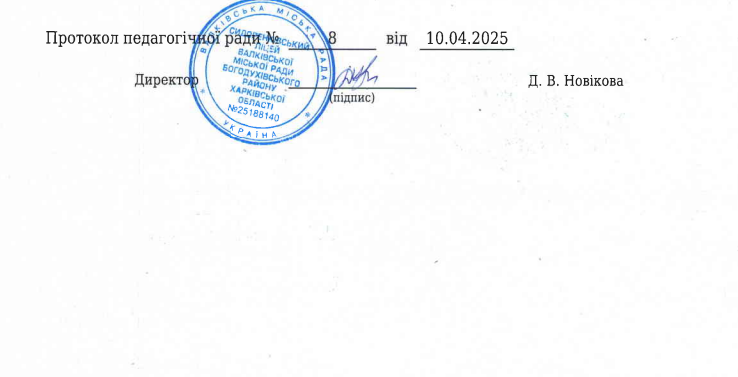 Протокол педагогічної ради № 8 від 10.04.2025
Директор
(підпис)
Д. В. Новікова
ВАЛКІВСЬКА МІСЬКА РАДА
СИДОРЕНКІВСЬКИЙ
ЛІЦЕЙ
ВАЛКІВСЬКОЇ
МІСЬКОЇ РАДИ
БОГОДУХІВСЬКОГО
РАЙОНУ
ХАРКІВСЬКОЇ
ОБЛАСТІ
№25188140
* УКРАЇНА *